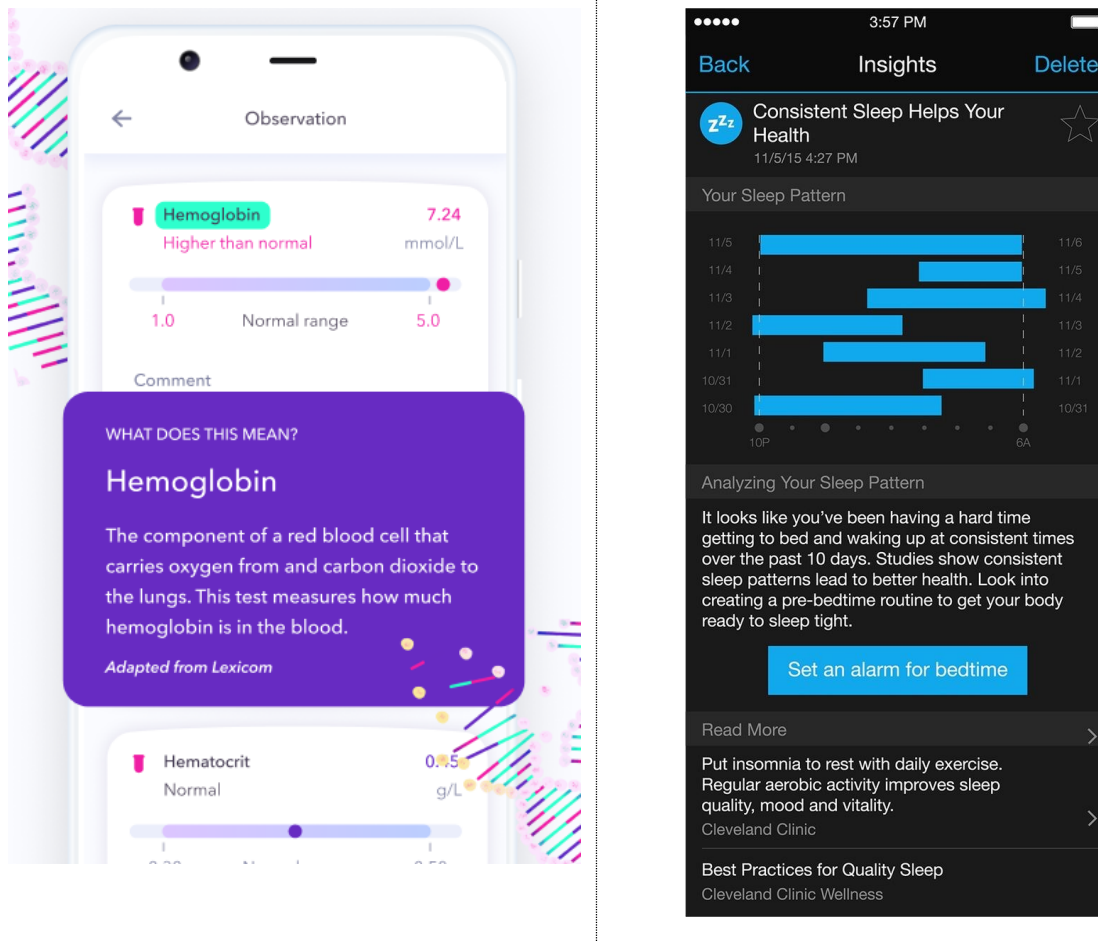 Observation
Hemoglobin 7.24
Higher than normal mmol/L
1.0 Normal range 5.0
Comment
WHAT DOES THIS MEAN?
Hemoglobin
The component of a red blood cell that
carries oxygen from and carbon dioxide to
the lungs. This test measures how much
hemoglobin is in the blood.
Adapted from Lexicom
Hematocrit
Normal g/L
3:57 PM
Back Insights Delete
zZz
Consistent Sleep Helps Your
Health
11/5/15 4:27 PM
Your Sleep Pattern
11/5 11/6
11/4 11/5
11/3 11/4
11/2 11/3
11/1 11/2
10/31 11/1
10/30 10/31
10P 6A
Analyzing Your Sleep Pattern
It looks like you’ve been having a hard time
getting to bed and waking up at consistent times
over the past 10 days. Studies show consistent
sleep patterns lead to better health. Look into
creating a pre-bedtime routine to get your body
ready to sleep tight.
Set an alarm for bedtime
Read More
Put insomnia to rest with daily exercise.
Regular aerobic activity improves sleep
quality, mood and vitality.
Cleveland Clinic
Best Practices for Quality Sleep
Cleveland Clinic Wellness